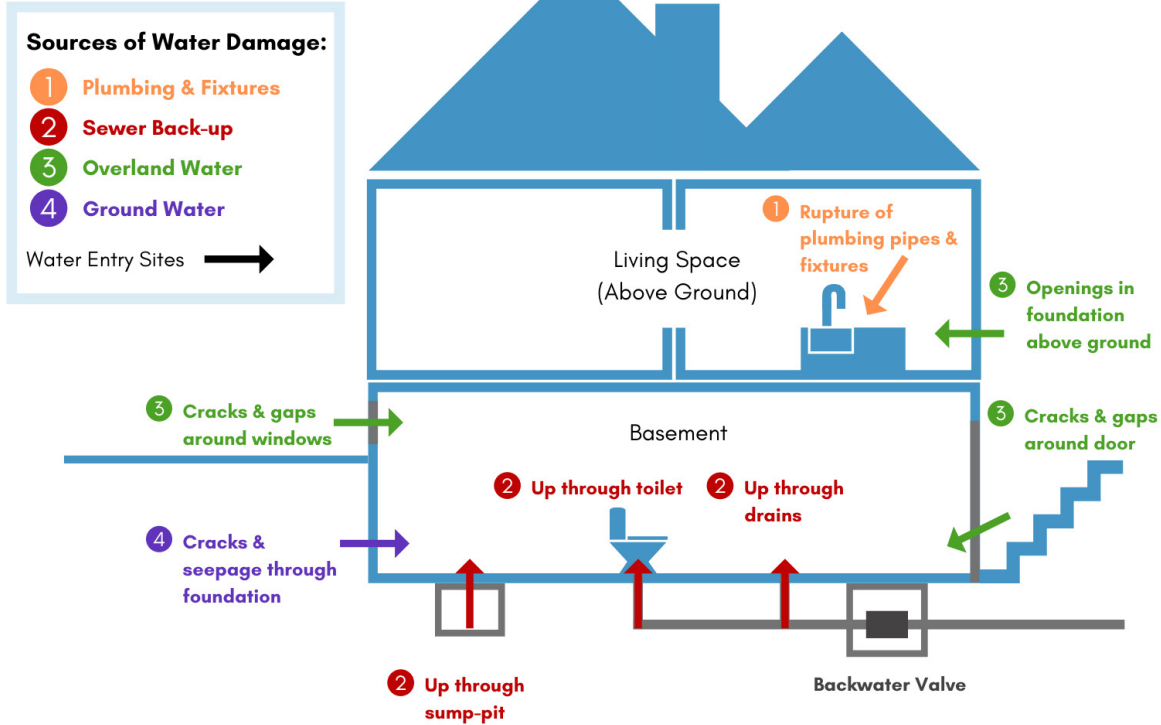 Sources of Water Damage:
1 Plumbing & Fixtures
2 Sewer Back-up
3 Overland Water
4 Ground Water
Water Entry Sites
1 Rupture of
plumbing pipes &
fixtures
Living Space
(Above Ground)
3 Openings in
foundation
above ground
3 Cracks & gaps
around windows
Basement
3 Cracks & gaps
around door
2 Up through toilet
2 Up through
drains
4 Cracks &
seepage through
foundation
2 Up through
sump-pit
Backwater Valve